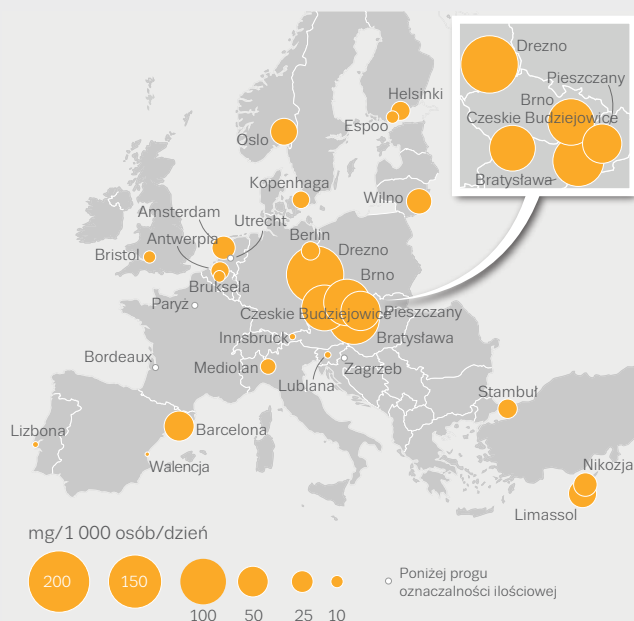 Drezno
Pieszczany
Brno
Czeskie Budziejowice
Bratysława
Helsinki
Espoo
Oslo
Kopenhaga
Wilno
Amsterdam
Utrecht
Antwerpia
Berlin
Bristol
Drezno
Bruksela
Brno
Paryż
Czeskie Budziejowice
Pieszczany
Innsbruck
Bratysława
Bordeaux
Mediolan
Zagrzeb
Lublana
Stambuł
Lizbona
Barcelona
Walencja
Nikozja
Limassol
mg/1 000 osób/dzień
200
150
100
50
25
10
Poniżej progu
oznaczalności ilościowej